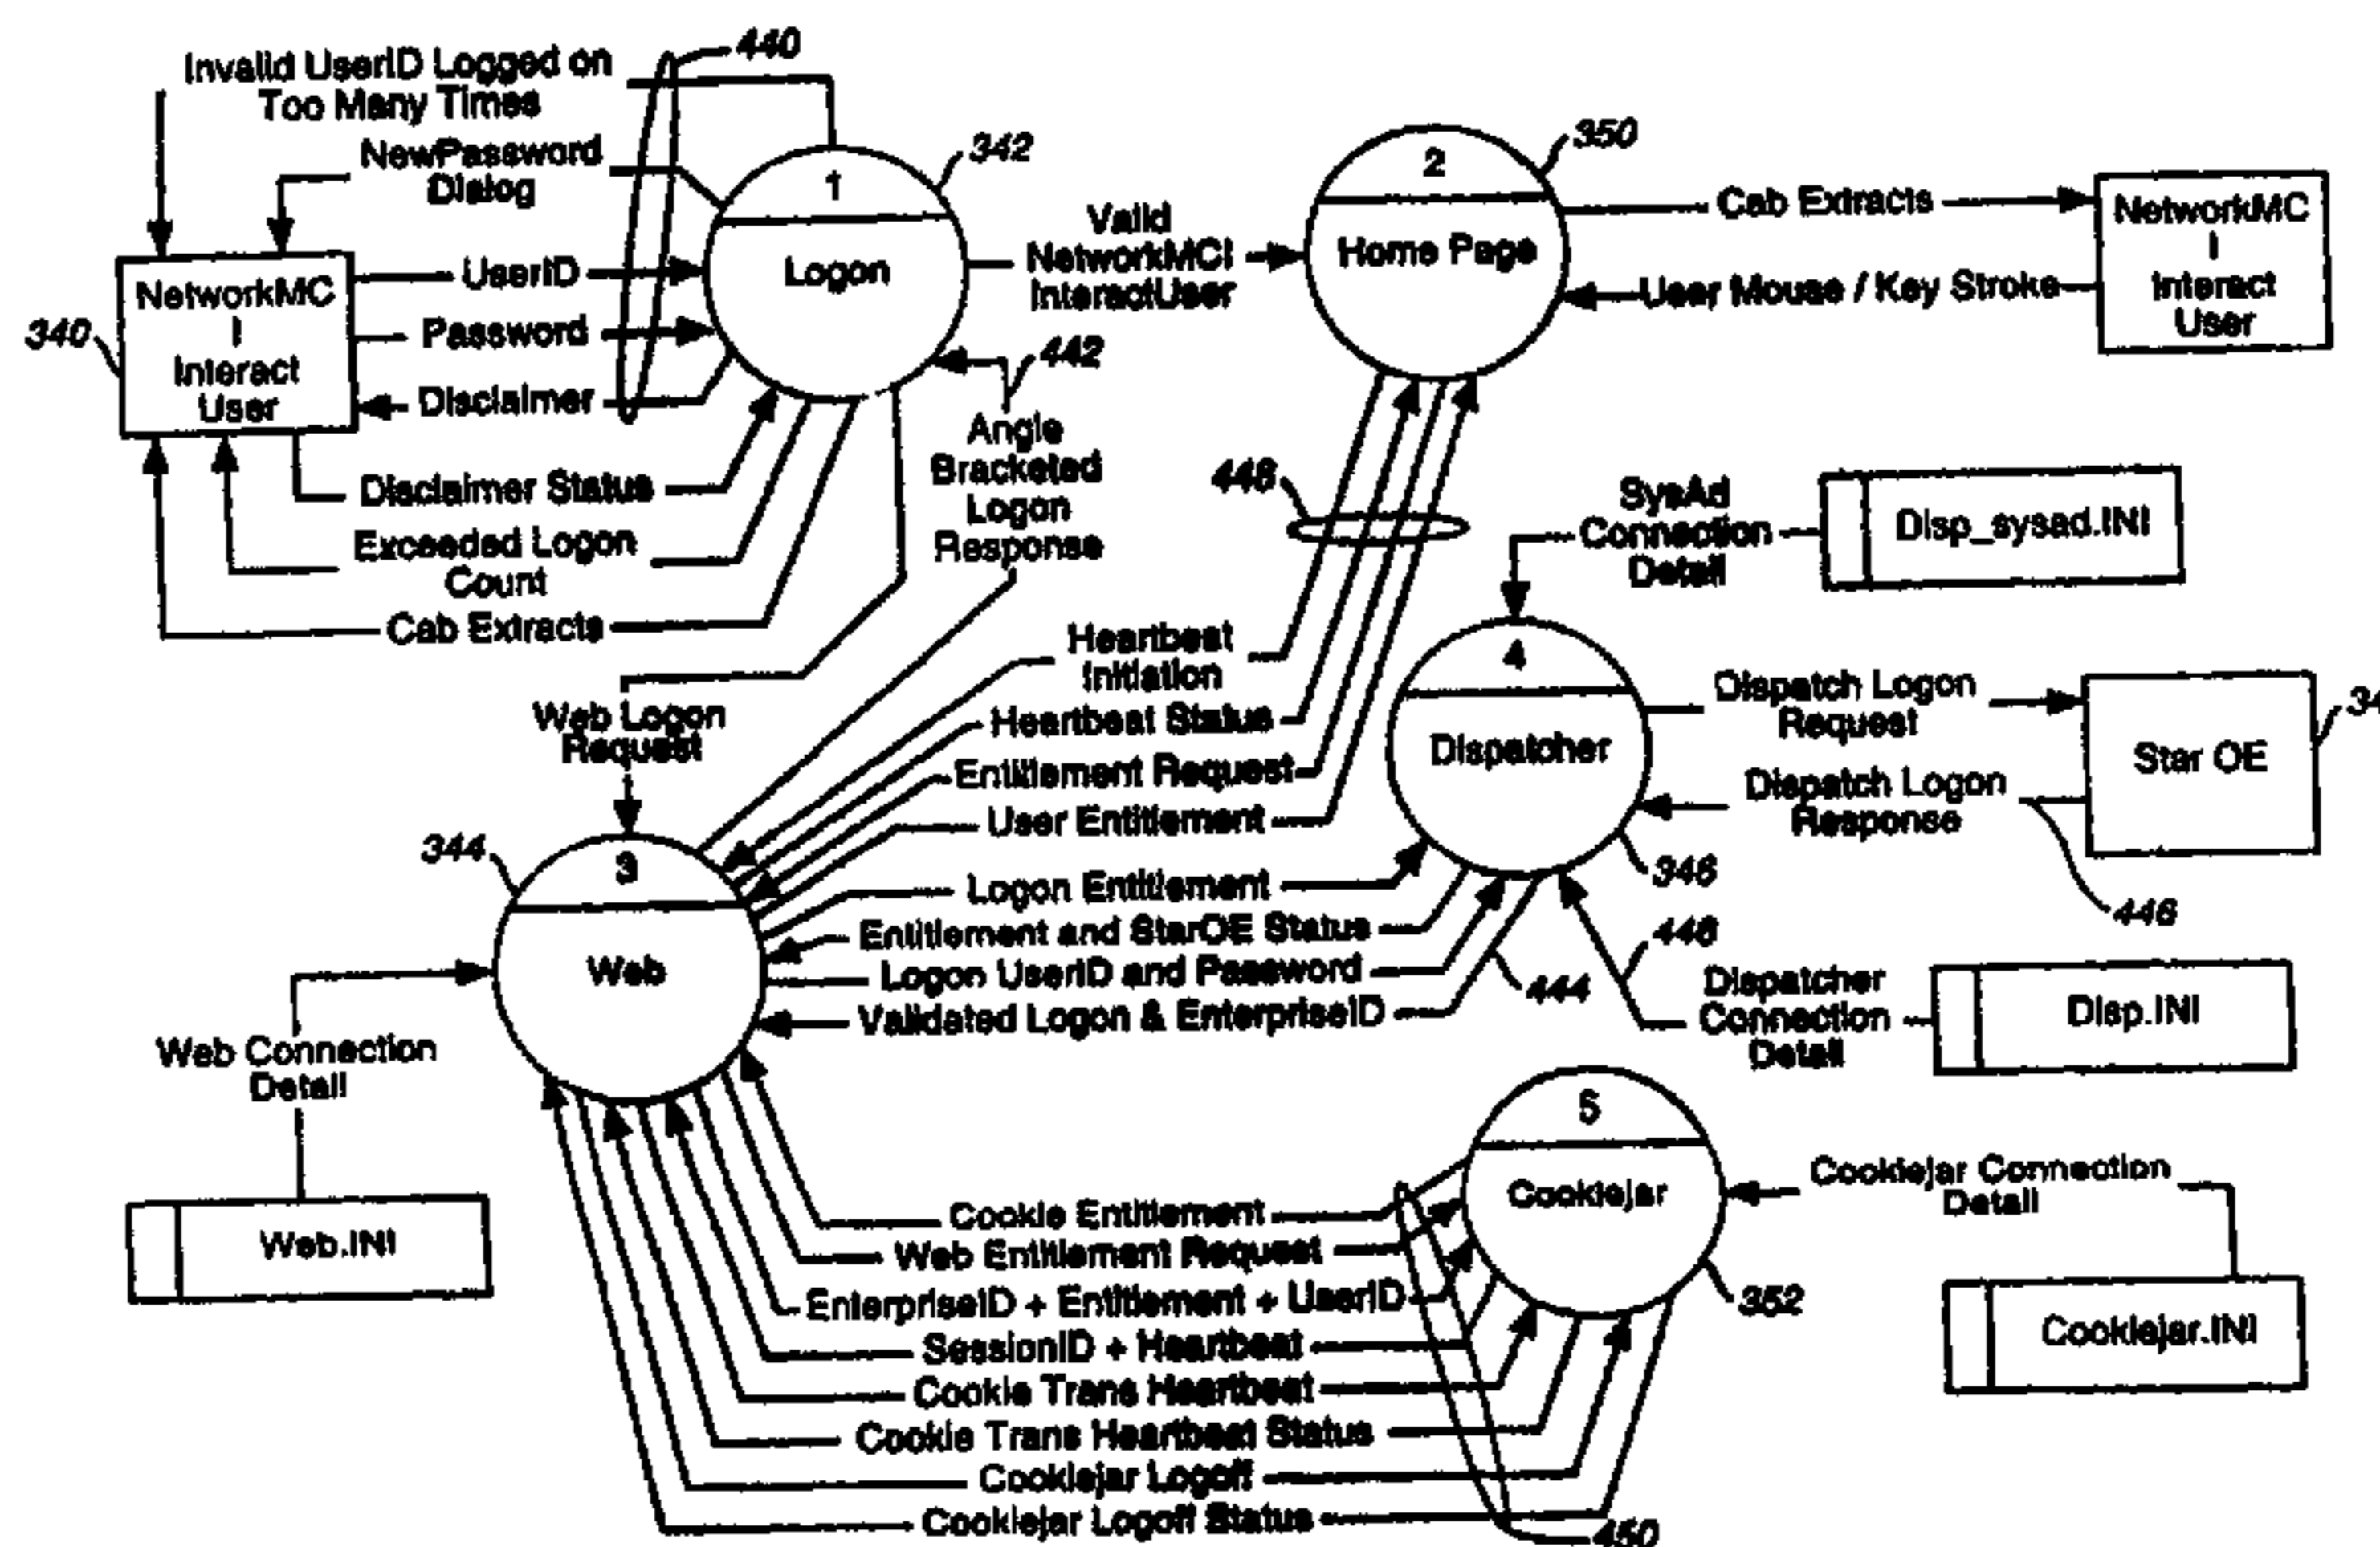 440
Invalid UserID Logged on
Too Many Times
NewPassword
Dialog
342
1
Logon
UserID
Password
Disclaimer
340
NetworkMC
I
Interact
User
Disclaimer Status
Exceeded Logon
Count
Cab Extracts
Valid
NetworkMCI
InteractUser
442
Angle
Bracketed
Logon
Response
350
2
Home Page
Cab Extracts
User Mouse / Key Stroke
NetworkMC
I
Interact
User
448
SysAd
Connection
Detail
Disp_sysad.INI
Heartbeat
Initiation
Heartbeat Status
Entitlement Request
User Entitlement
4
Dispatcher
Dispatch Logon
Request
Dispatch Logon
Response
Star OE
346
446
Web Logon
Request
344
3
Web
Logon Entitlement
Entitlement and StarOE Status
Logon UserID and Password
Validated Logon & EnterpriseID
444
446
Dispatcher
Connection
Detail
Disp.INI
Web Connection
Detail
Web.INI
5
Cookiejar
352
Cookiejar Connection
Detail
Cookiejar.INI
Cookie Entitlement
Web Entitlement Request
EnterpriseID + Entitlement + UserID
SessionID + Heartbeat
Cookie Trans Heartbeat
Cookie Trans Heartbeat Status
Cookiejar Logoff
Cookiejar Logoff Status
450